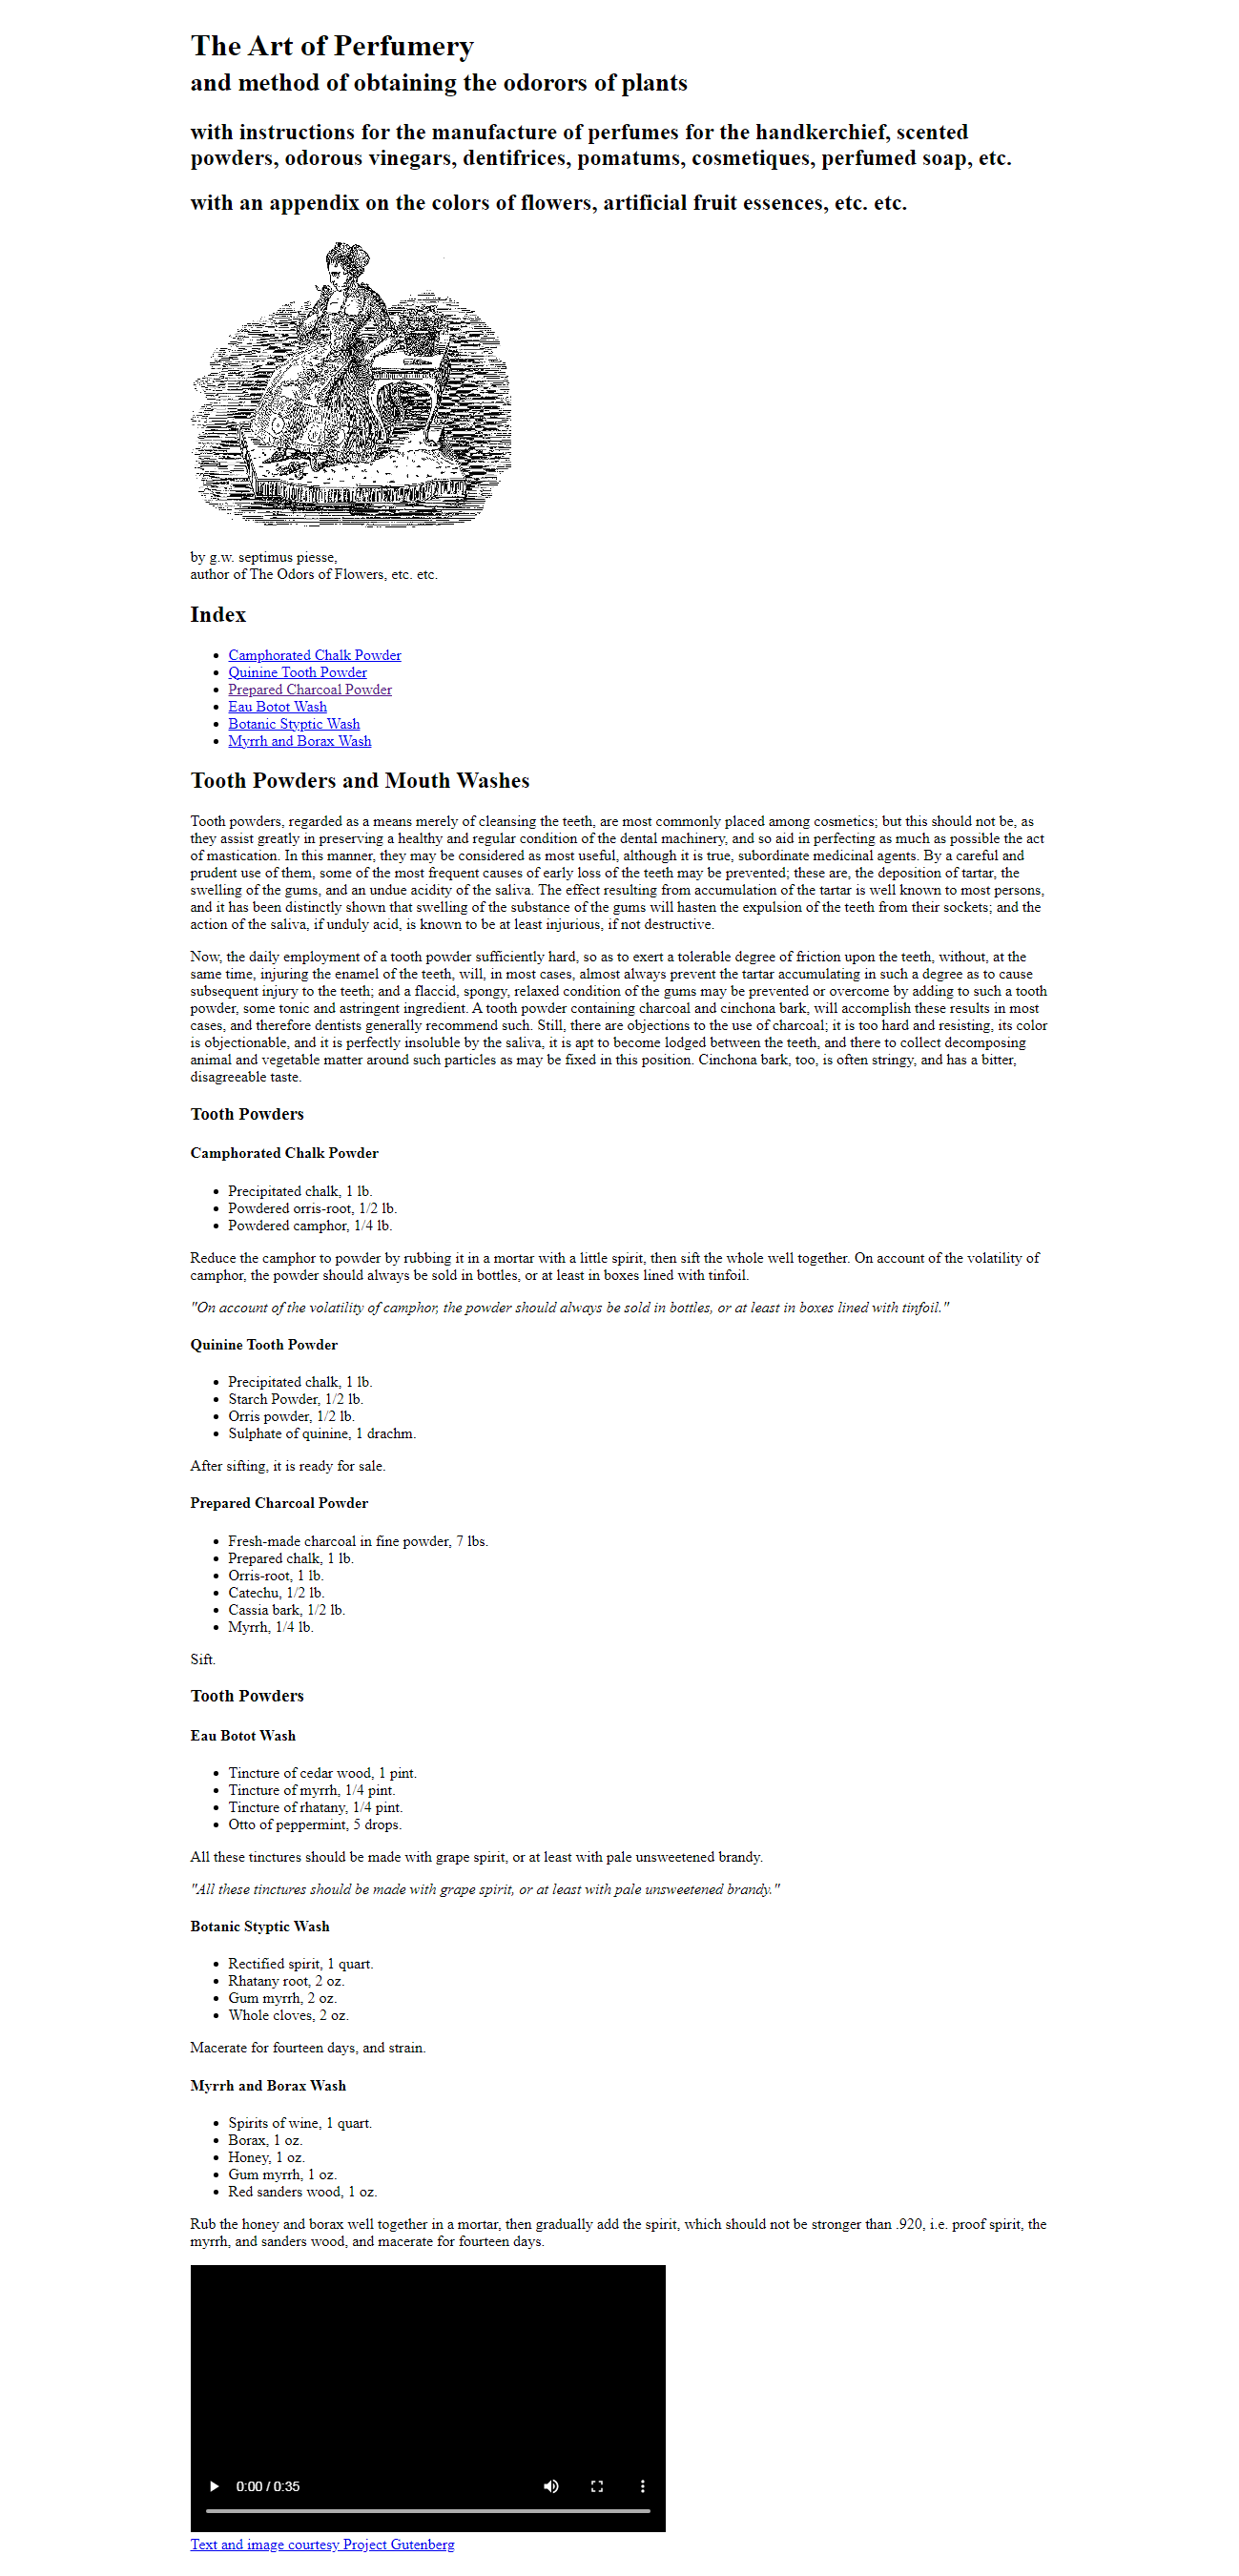 The Art of Perfumery
and method of obtaining the odorors of plants
with instructions for the manufacture of perfumes for the handkerchief, scented
powders, odorous vinegars, dentifrices, pomatums, cosmetiques, perfumed soap, etc.
with an appendix on the colors of flowers, artificial fruit essences, etc. etc.
by g.w. septimus piesse,
author of The Odors of Flowers, etc. etc.
Index
• Camphorated Chalk Powder
• Quinine Tooth Powder
• Prepared Charcoal Powder
• Eau Botot Wash
• Botanic Styptic Wash
• Myrrh and Borax Wash
Tooth Powders and Mouth Washes
Tooth powders, regarded as a means merely of cleansing the teeth, are most commonly placed among cosmetics; but this should not be, as
they assist greatly in preserving a healthy and regular condition of the dental machinery, and so aid in perfecting as much as possible the act
of mastication. In this manner, they may be considered as most useful, although it is true, subordinate medicinal agents. By a careful and
prudent use of them, some of the most frequent causes of early loss of the teeth may be prevented; these are, the deposition of tartar, the
swelling of the gums, and an undue acidity of the saliva. The effect resulting from accumulation of the tartar is well known to most persons,
and it has been distinctly shown that swelling of the substance of the gums will hasten the expulsion of the teeth from their sockets; and the
action of the saliva, if unduly acid, is known to be at least injurious, if not destructive.
Now, the daily employment of a tooth powder sufficiently hard, so as to exert a tolerable degree of friction upon the teeth, without, at the
same time, injuring the enamel of the teeth, will, in most cases, almost always prevent the tartar accumulating in such a degree as to cause
subsequent injury to the teeth; and a flaccid, spongy, relaxed condition of the gums may be prevented or overcome by adding to such a tooth
powder, some tonic and astringent ingredient. A tooth powder containing charcoal and cinchona bark, will accomplish these results in most
cases, and therefore dentists generally recommend such. Still, there are objections to the use of charcoal; it is too hard and resisting, its color
is objectionable, and it is perfectly insoluble by the saliva, it is apt to become lodged between the teeth, and there to collect decomposing
animal and vegetable matter around such particles as may be fixed in this position. Cinchona bark, too, is often stringy, and has a bitter,
disagreeable taste.
Tooth Powders
Camphorated Chalk Powder
• Precipitated chalk, 1 lb.
• Powdered orris-root, 1/2 lb.
• Powdered camphor, 1/4 lb.
Reduce the camphor to powder by rubbing it in a mortar with a little spirit, then sift the whole well together. On account of the volatility of
camphor, the powder should always be sold in bottles, or at least in boxes lined with tinfoil.
"On account of the volatility of camphor, the powder should always be sold in bottles, or at least in boxes lined with tinfoil."
Quinine Tooth Powder
• Precipitated chalk, 1 lb.
• Starch Powder, 1/2 lb.
• Orris powder, 1/2 lb.
• Sulphate of quinine, 1 drachm.
After sifting, it is ready for sale.
Prepared Charcoal Powder
• Fresh-made charcoal in fine powder, 7 lbs.
• Prepared chalk, 1 lb.
• Orris-root, 1 lb.
• Catechu, 1/2 lb.
• Cassia bark, 1/2 lb.
• Myrrh, 1/4 lb.
Sift.
Tooth Powders
Eau Botot Wash
• Tincture of cedar wood, 1 pint.
• Tincture of myrrh, 1/4 pint.
• Tincture of rhatany, 1/4 pint.
• Otto of peppermint, 5 drops.
All these tinctures should be made with grape spirit, or at least with pale unsweetened brandy.
"All these tinctures should be made with grape spirit, or at least with pale unsweetened brandy."
Botanic Styptic Wash
• Rectified spirit, 1 quart.
• Rhatany root, 2 oz.
• Gum myrrh, 2 oz.
• Whole cloves, 2 oz.
Macerate for fourteen days, and strain.
Myrrh and Borax Wash
• Spirits of wine, 1 quart.
• Borax, 1 oz.
• Honey, 1 oz.
• Gum myrrh, 1 oz.
• Red sanders wood, 1 oz.
Rub the honey and borax well together in a mortar, then gradually add the spirit, which should not be stronger than .920, i.e. proof spirit, the
myrrh, and sanders wood, and macerate for fourteen days.
0:00 / 0:35
Text and image courtesy Project Gutenberg